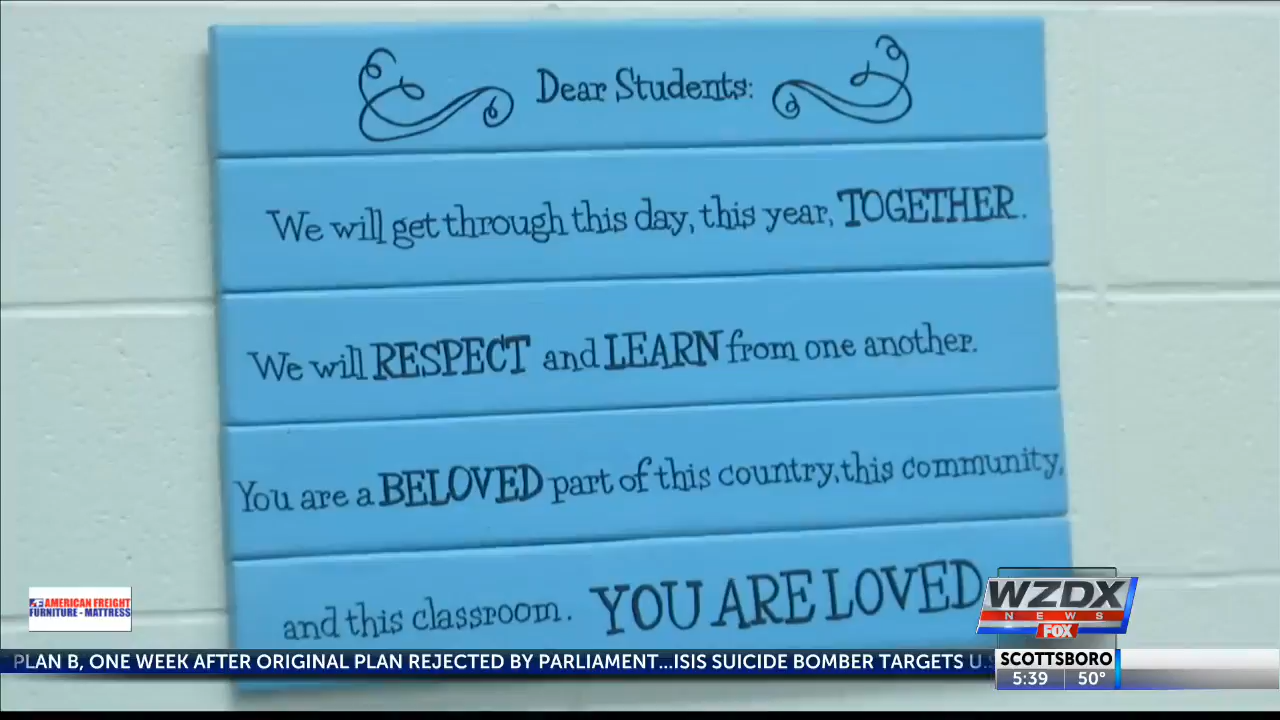 Dear Students:
We will get through this day, this year, TOGETHER.
We will RESPECT and LEARN from one another.
You are a BELOVED part of this country, this community,
and this classroom. YOU ARE LOVED
AF AMERICAN FREIGHT
FURNITURE - MATTRESS
WZDX
NEWS
FOX
PLAN B, ONE WEEK AFTER ORIGINAL PLAN REJECTED BY PARLIAMENT...ISIS SUICIDE BOMBER TARGETS U.S
SCOTTSBORO
5:39 50°